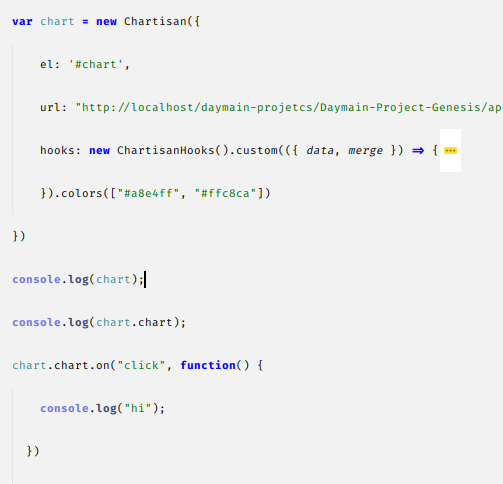 var chart = new Chartisan({
el: '#chart',
url: "http://localhost/daymain-projetcs/Daymain-Project-Genesis/ap
hooks: new ChartisanHooks().custom(({ data, merge }) => { ...
}).colors(["#a8e4ff", "#ffc8ca"])
})
console.log(chart);
console.log(chart.chart);
chart.chart.on("click", function() {
console.log("hi");
})